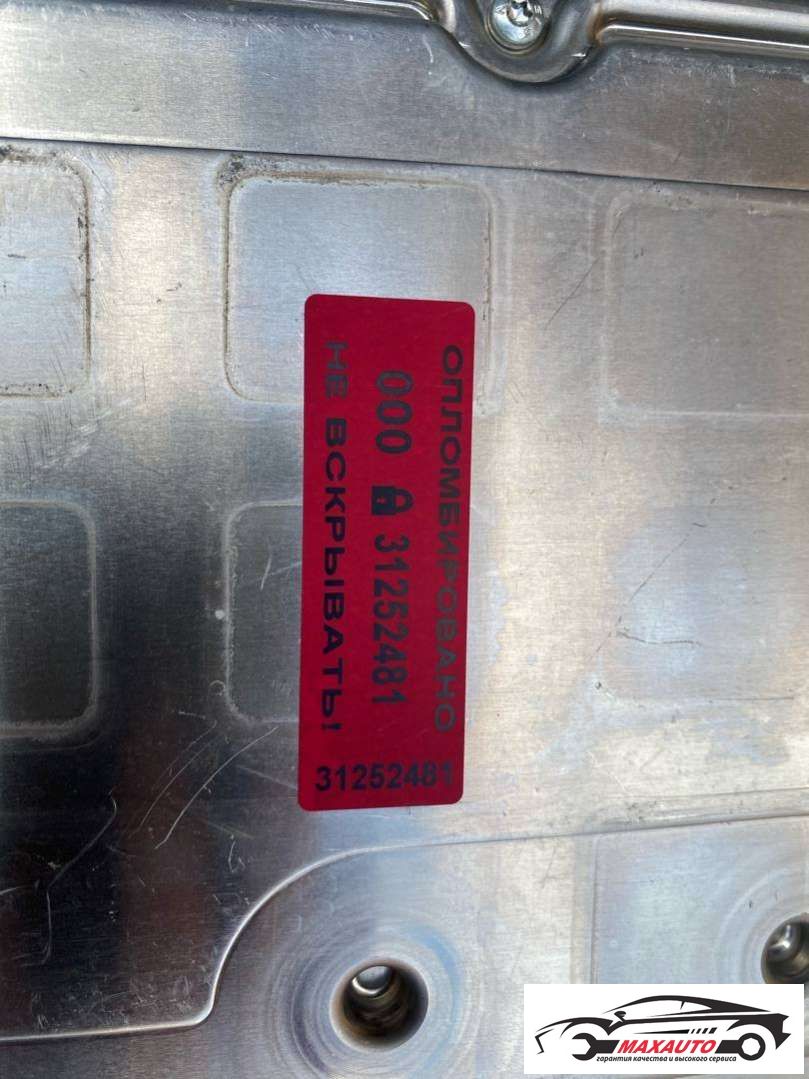 ОПЛОМБИРОВАНО
000 31252481
НЕ ВСКРЫВАТЬ!
31252481
MAXAUTO
гарантия качества и высокого сервиса